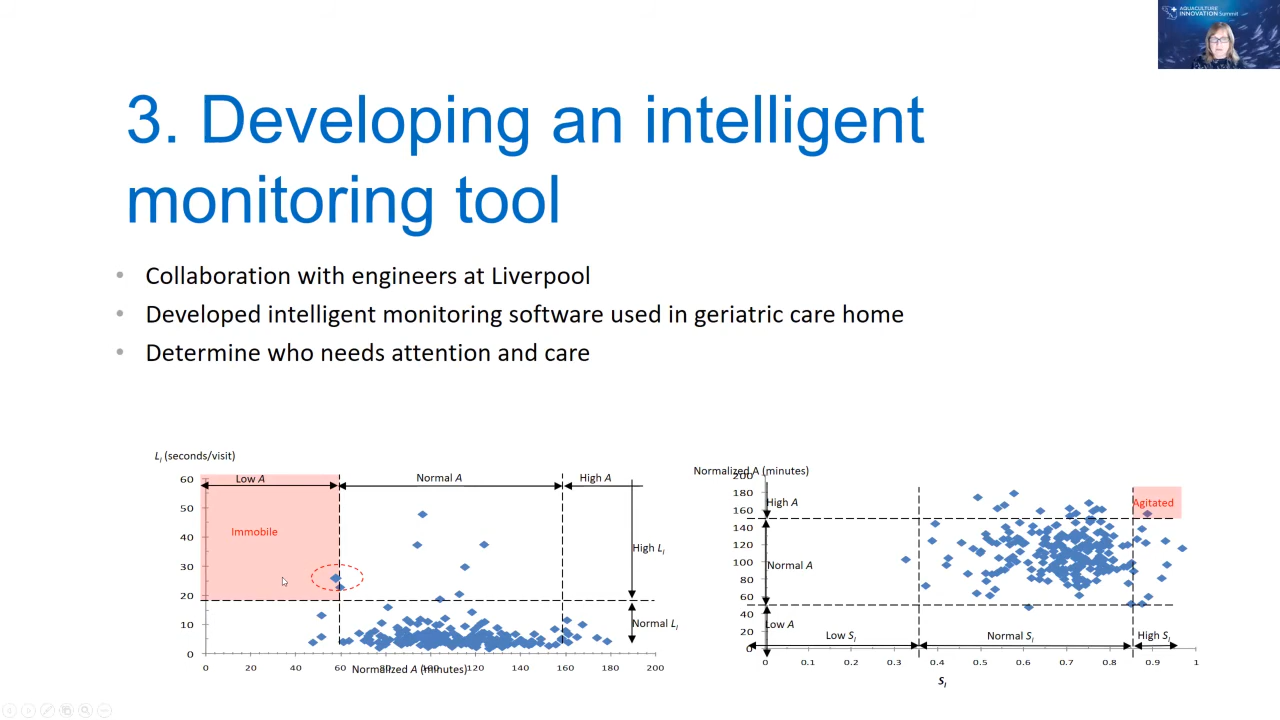 AQUACULTURE
INNOVATION Summit
3. Developing an intelligent
monitoring tool
• Collaboration with engineers at Liverpool
• Developed intelligent monitoring software used in geriatric care home
• Determine who needs attention and care
Li (seconds/visit)
60
50
40
30
20
10
0
Low A
Normal A
High A
Immobile
High Li
Normal Li
0 20 40 60 80 100 120 140 160 180 200
Normalized A (minutes)
Normalized A (minutes)
200
180
160
140
120
100
80
60
40
20
0
High A
Normal A
Low A
Agitated
Low Si
Normal Si
High Si
0 0.1 0.2 0.3 0.4 0.5 0.6 0.7 0.8 0.9 1
Si